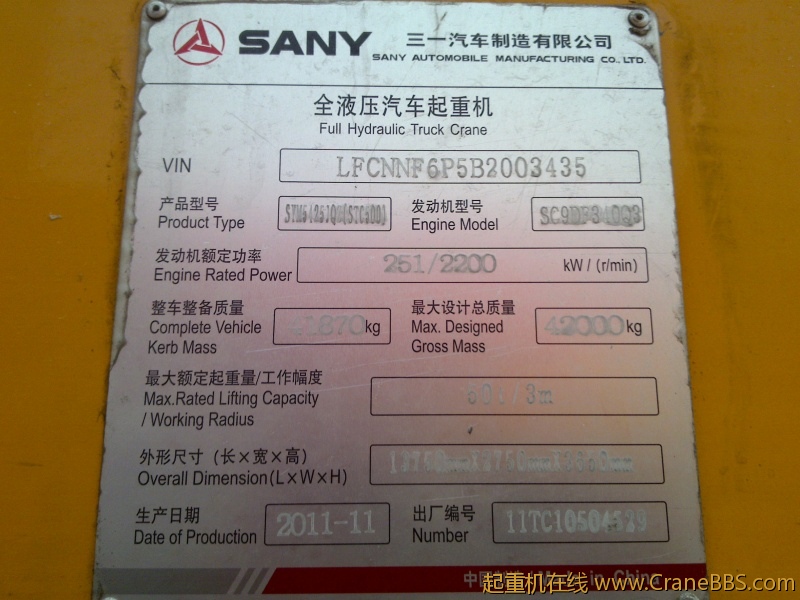 SANY 三一汽车制造有限公司
SANY AUTOMOBILE MANUFACTURING CO., LTD.
全液压汽车起重机
Full Hydraulic Truck Crane
VIN LFCNNF6P5B2003435
产品型号 发动机型号
Product Type Engine Model
发动机额定功率
Engine Rated Power 251/2200 kW / (r/min)
整车整备质量 最大设计总质量
Complete Vehicle 41870kg Max. Designed 42000kg
Kerb Mass Gross Mass
最大额定起重量/工作幅度
Max.Rated Lifting Capacity
/ Working Radius
外形尺寸（长×宽×高）
Overall Dimension(L×W×H)
生产日期 2011-11 出厂编号
Date of Production Number
起重机在线 www.CraneBBS.com